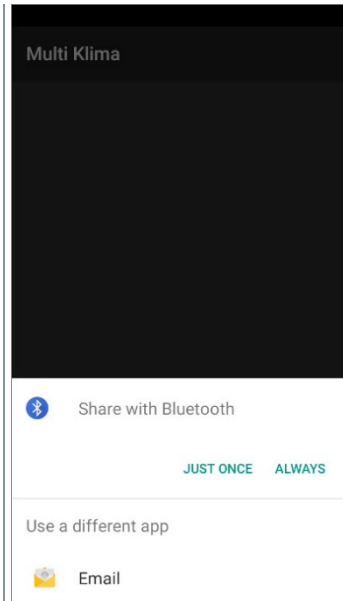 Multi Klima
Share with Bluetooth
JUST ONCE ALWAYS
Use a different app
Email